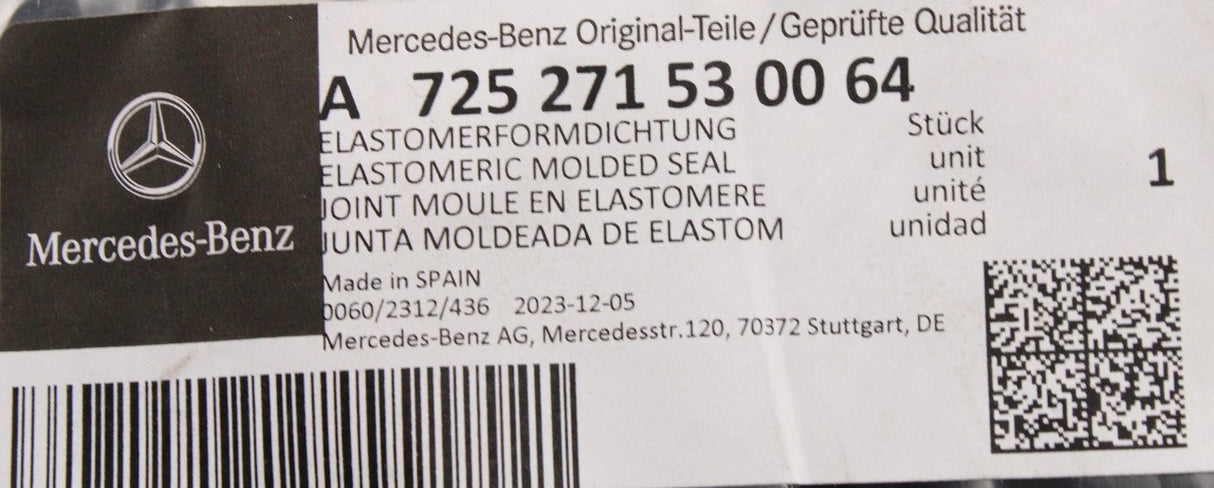 Mercedes-Benz Original-Teile/Geprüfte Qualität
A 725 271 53 00 64
ELASTOMERFORMDICHTUNG Stück
ELASTOMERIC MOLDED SEAL unit
JOINT MOULE EN ELASTOMERE unité
JUNTA MOLDEADA DE ELASTOM unidad
1
Mercedes-Benz
Made in SPAIN
0060/2312/436 2023-12-05
Mercedes-Benz AG, Mercedesstr.120, 70372 Stuttgart, DE